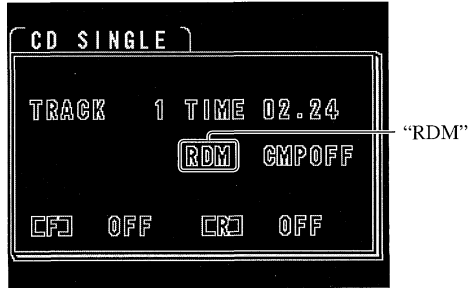 CD SINGLE
TRACK 1 TIME 02.24
RDM CMPOFF
"RDM"
[F] OFF [R] OFF